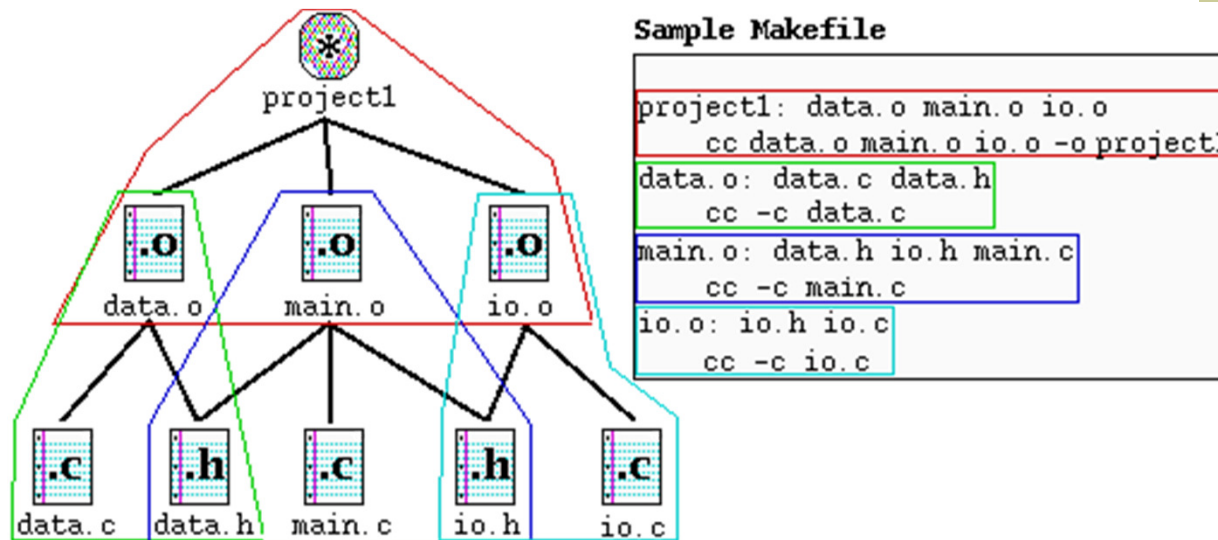 *
project1
.o
.o
.o
data.o
main.o
io.o
.c
.h
.c
.h
.c
data.c
data.h
main.c
io.h
io.c
Sample Makefile
project1: data.o main.o io.o
cc data.o main.o io.o -o project1
data.o: data.c data.h
cc -c data.c
main.o: data.h io.h main.c
cc -c main.c
io.o: io.h io.c
cc -c io.c